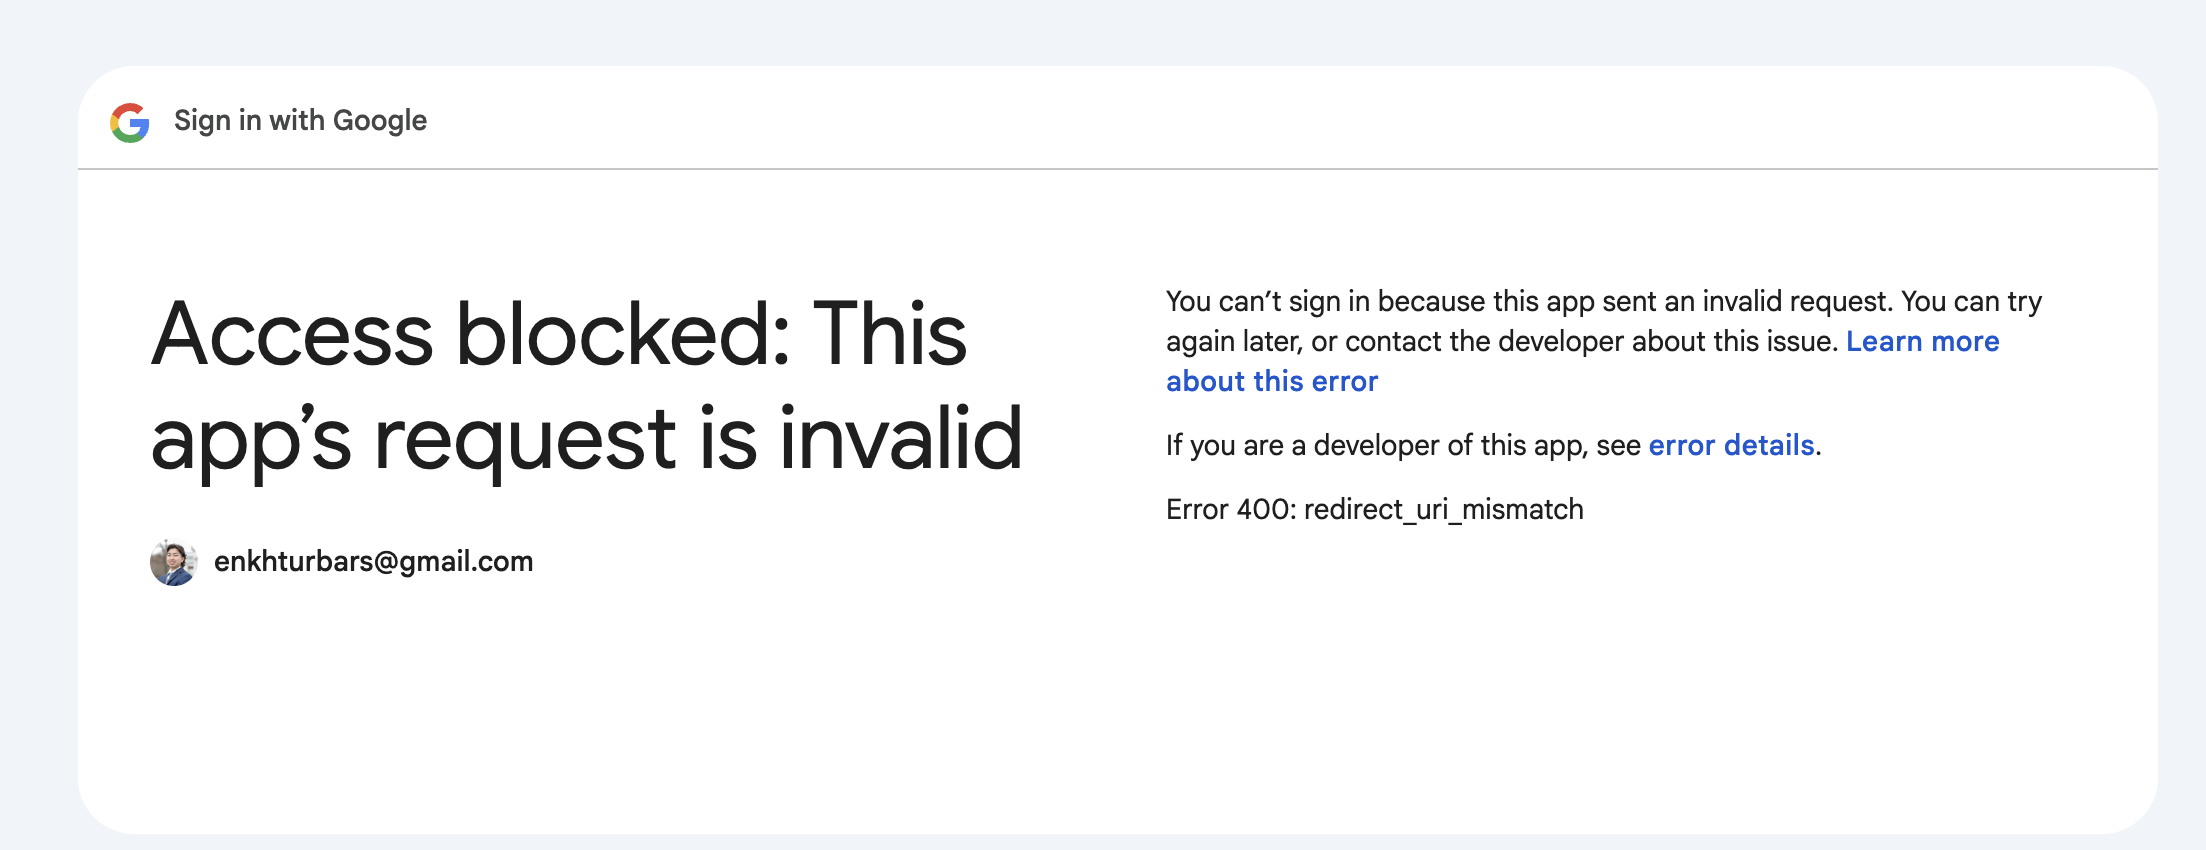 Sign in with Google
Access blocked: This
app’s request is invalid
enkhturbars@gmail.com
You can’t sign in because this app sent an invalid request. You can try
again later, or contact the developer about this issue. Learn more
about this error
If you are a developer of this app, see error details.
Error 400: redirect_uri_mismatch